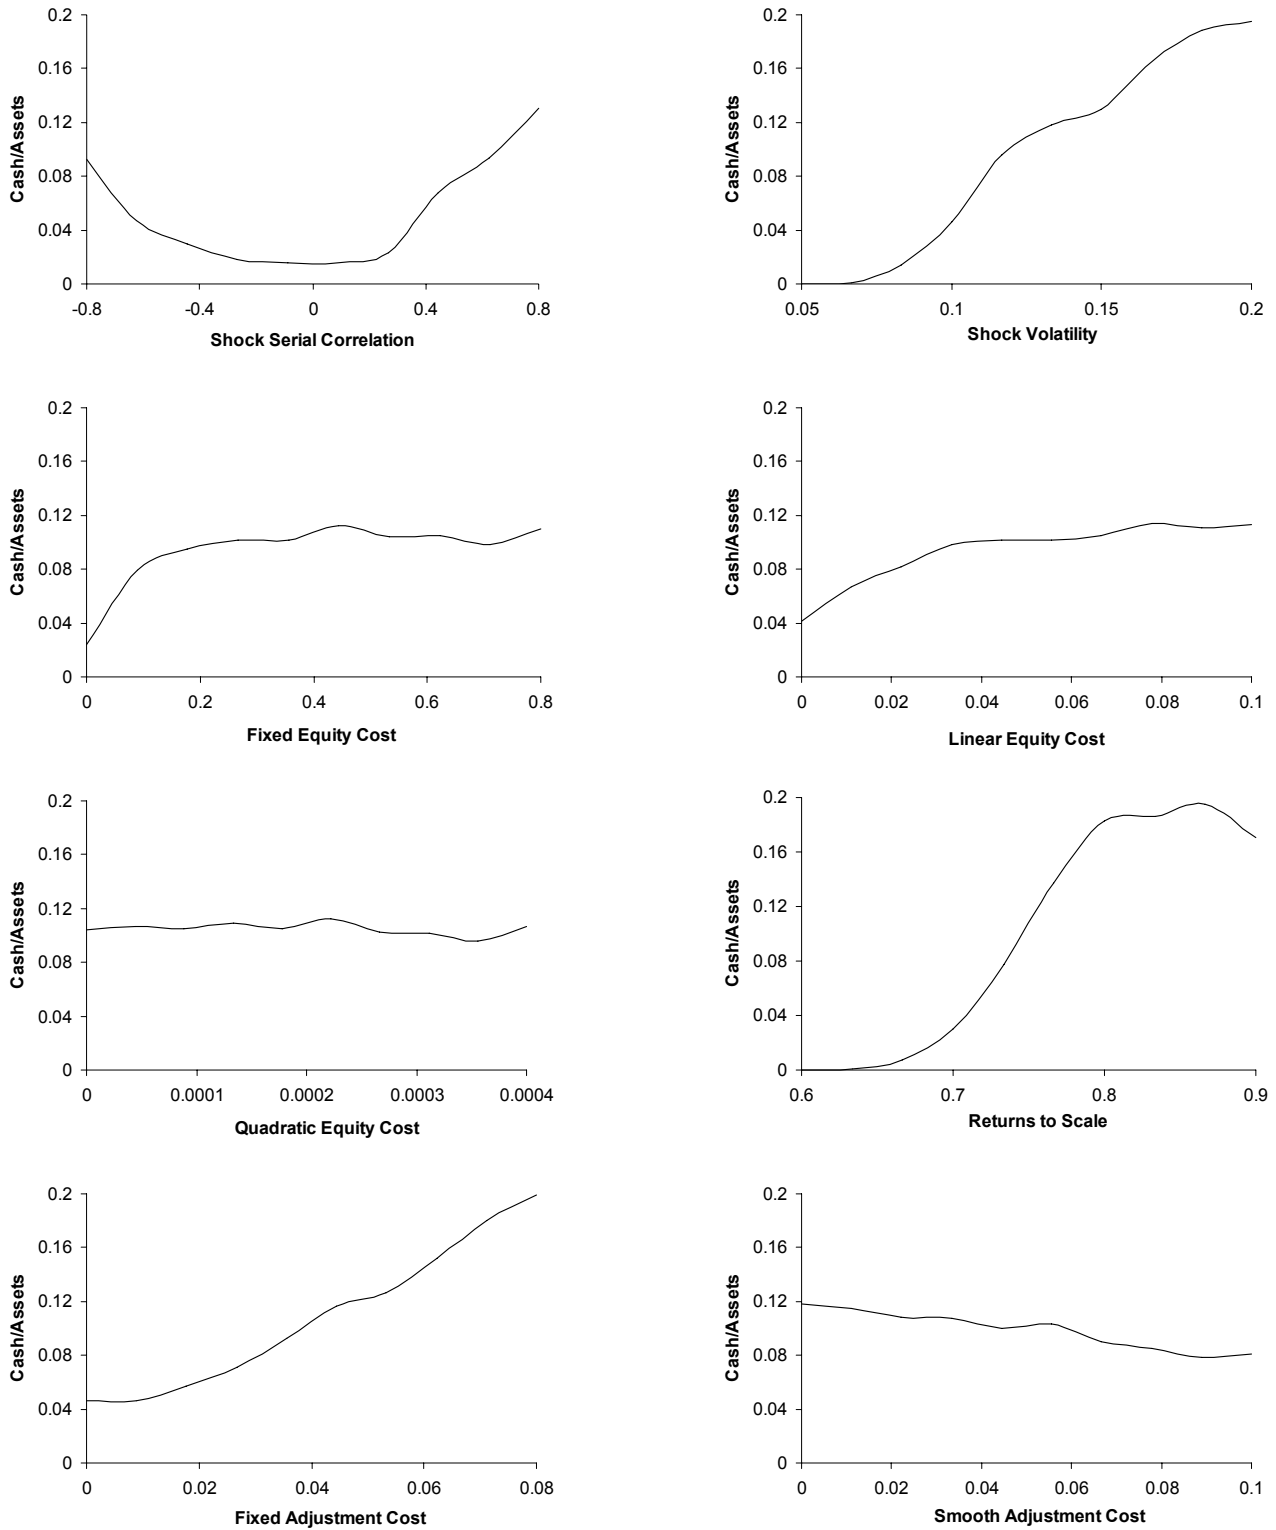 0.2
0.16
0.12
0.08
0.04
0
Cash/Assets
-0.8 -0.4 0 0.4 0.8
Shock Serial Correlation
0.2
0.16
0.12
0.08
0.04
0
Cash/Assets
0.05 0.1 0.15 0.2
Shock Volatility
0.2
0.16
0.12
0.08
0.04
0
Cash/Assets
0 0.2 0.4 0.6 0.8
Fixed Equity Cost
0.2
0.16
0.12
0.08
0.04
0
Cash/Assets
0 0.02 0.04 0.06 0.08 0.1
Linear Equity Cost
0.2
0.16
0.12
0.08
0.04
0
Cash/Assets
0 0.0001 0.0002 0.0003 0.0004
Quadratic Equity Cost
0.2
0.16
0.12
0.08
0.04
0
Cash/Assets
0.6 0.7 0.8 0.9
Returns to Scale
0.2
0.16
0.12
0.08
0.04
0
Cash/Assets
0 0.02 0.04 0.06 0.08
Fixed Adjustment Cost
0.2
0.16
0.12
0.08
0.04
0
Cash/Assets
0 0.02 0.04 0.06 0.08 0.1
Smooth Adjustment Cost